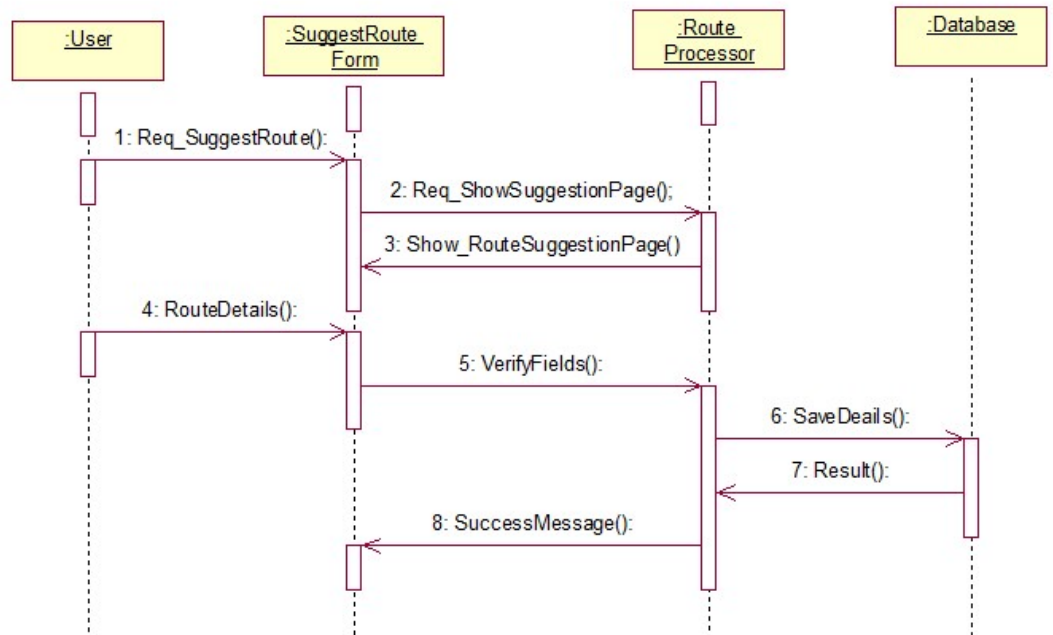 :User
:SuggestRoute
Form
:Route
Processor
:Database
1: Req_SuggestRoute():
2: Req_ShowSuggestionPage();
3: Show_RouteSuggestionPage()
4: RouteDetails():
5: VerifyFields():
6: SaveDeails():
7: Result():
8: SuccessMessage():